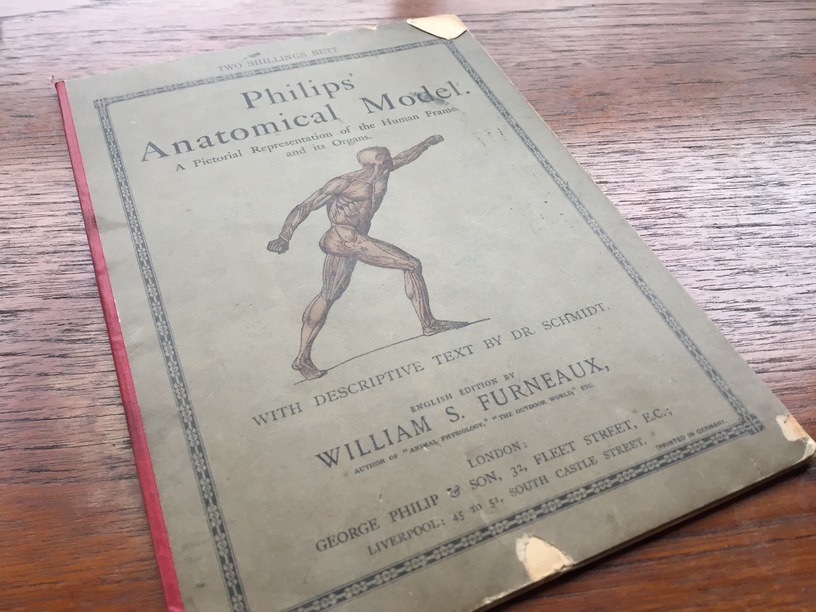 TWO SHILLINGS NETT
Philips'
Anatomical Model.
A Pictorial Representation of the Human Frame
and its Organs.
WITH DESCRIPTIVE TEXT BY DR. SCHMIDT.
ENGLISH EDITION BY
WILLIAM S. FURNEAUX,
AUTHOR OF "ANIMAL PHYSIOLOGY," "THE OUTDOOR WORLD," ETC.
LONDON:
GEORGE PHILIP & SON, 32, FLEET STREET, E.C.;
LIVERPOOL: 45 TO 51, SOUTH CASTLE STREET.
[PRINTED IN GERMANY.